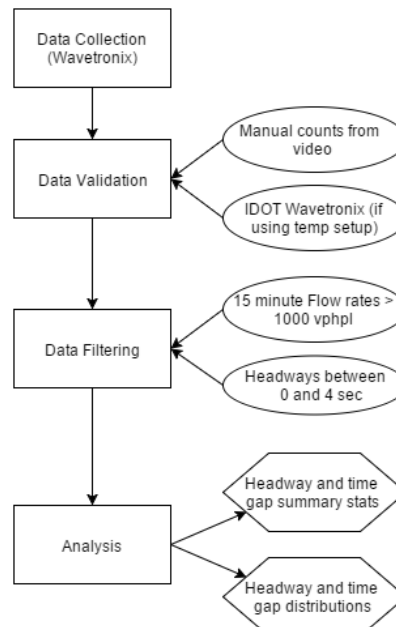 Data Collection
(Wavetronix)
Manual counts from
video
Data Validation
IDOT Wavetronix (if
using temp setup)
15 minute Flow rates >
1000 vphpl
Data Filtering
Headways between
0 and 4 sec
Headway and time
gap summary stats
Analysis
Headway and time
gap distributions